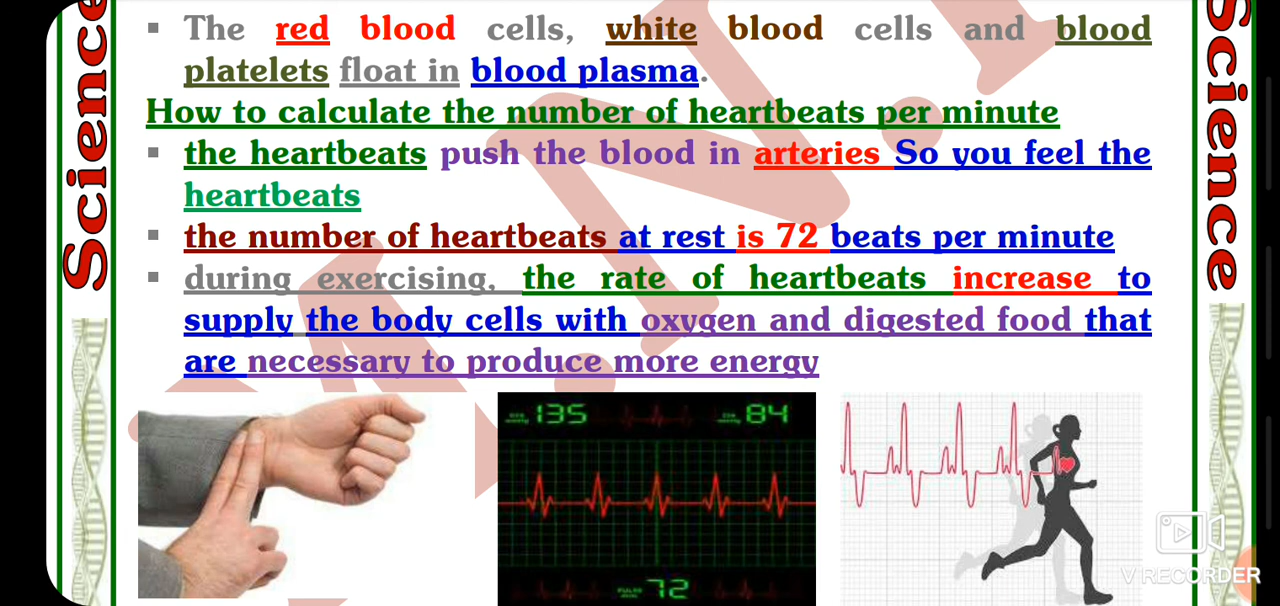 The red blood cells, white blood cells and blood
platelets float in blood plasma.
How to calculate the number of heartbeats per minute
the heartbeats push the blood in arteries So you feel the
heartbeats
the number of heartbeats at rest is 72 beats per minute
during exercising, the rate of heartbeats increase to
supply the body cells with oxygen and digested food that
are necessary to produce more energy
Science
Science
135
84
72
V RECORDER